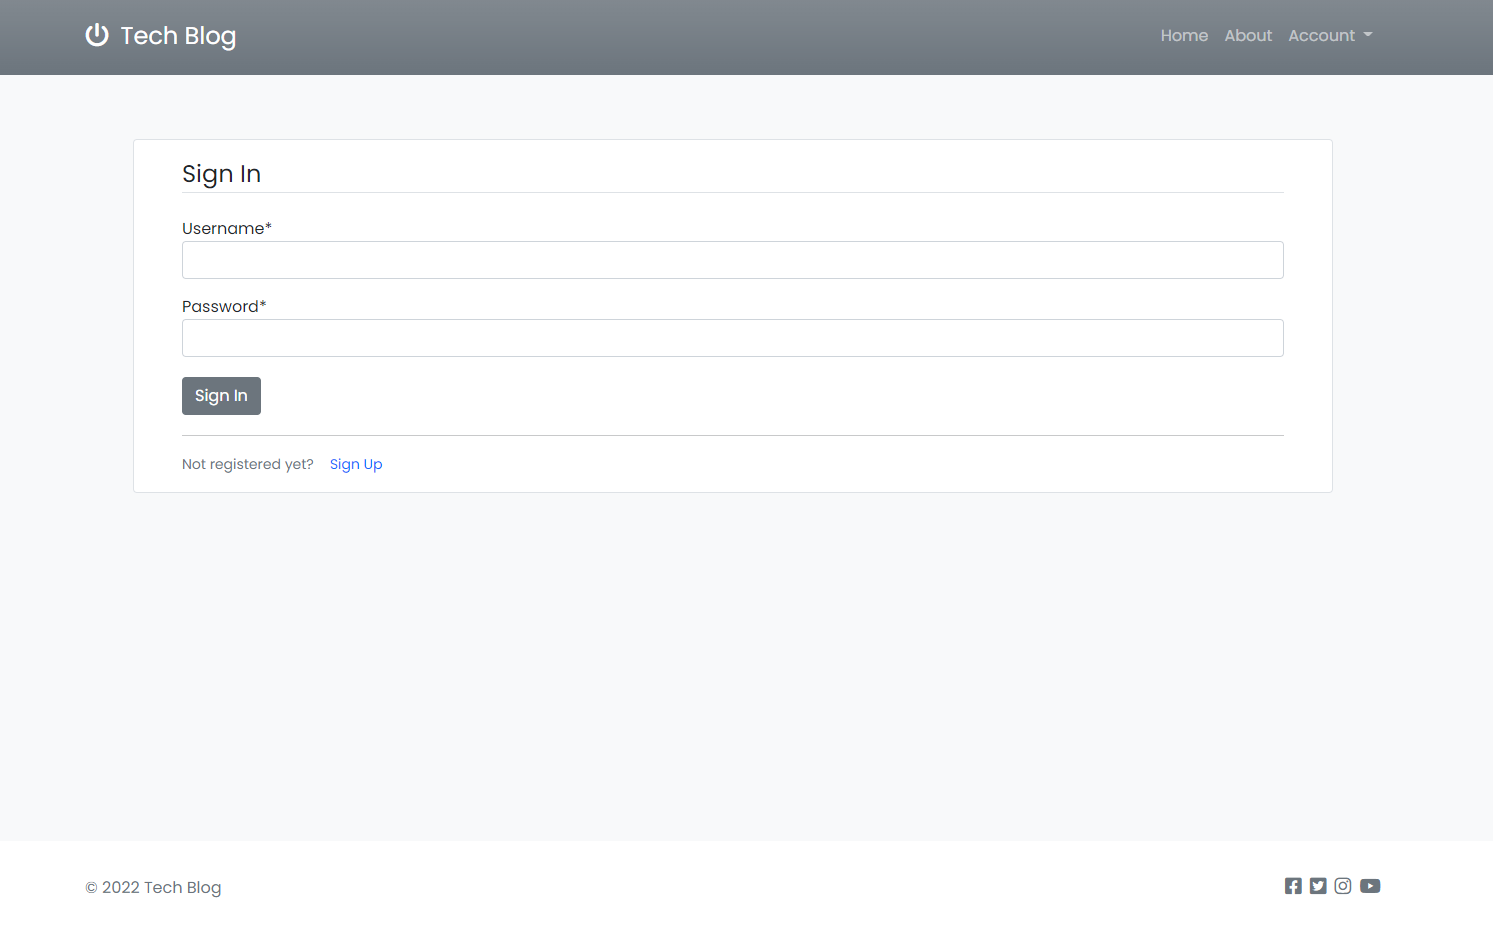 Tech Blog
Home About Account
Sign In
Username*
Password*
Sign In
Not registered yet? Sign Up
© 2022 Tech Blog